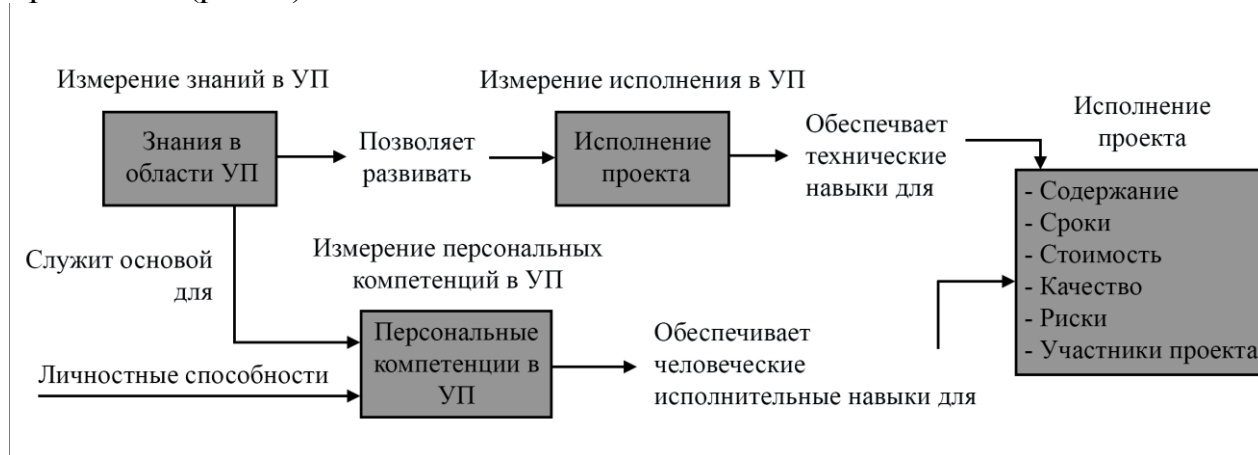 Измерение знаний в УП
Знания в
области УП
Позволяет
развивать
Измерение исполнения в УП
Исполнение
проекта
Обеспечвает
технические
навыки для
Исполнение
проекта
- Содержание
- Сроки
- Стоимость
- Качество
- Риски
- Участники проекта
Служит основой
для
Измерение персональных
компетенций в УП
Личностные способности
Персональные
компетенции в
УП
Обеспечивает
человеческие
исполнительные навыки для